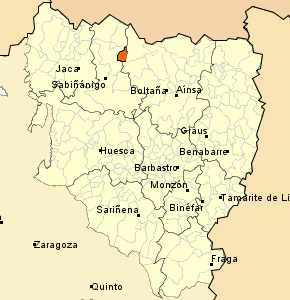 Jaca
Sabiñánigo
Boltaña
Aínsa
Graus
Huesca
Benabarre
Barbastro
Monzón
Tamarite de Li
Binéfar
Sariñena
Zaragoza
Fraga
Quinto